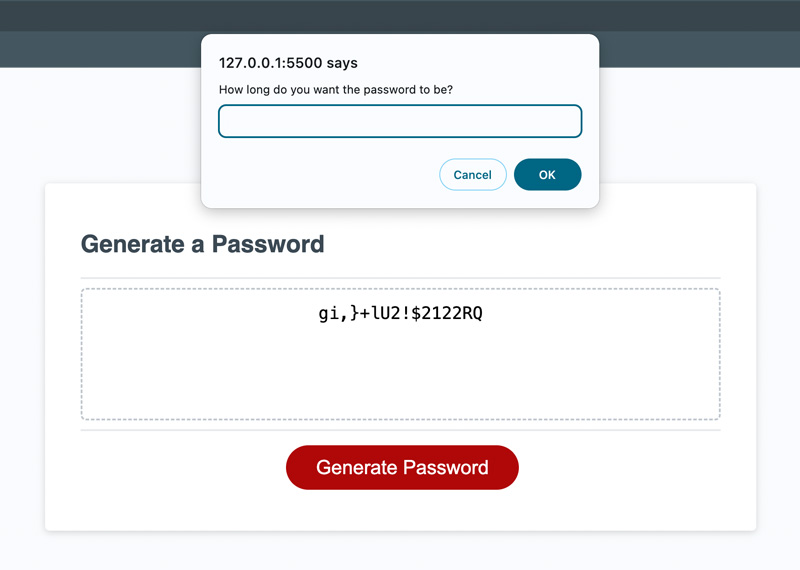 127.0.0.1:5500 says
How long do you want the password to be?
Cancel
OK
Generate a Password
gi,}+lU2!$2122RQ
Generate Password